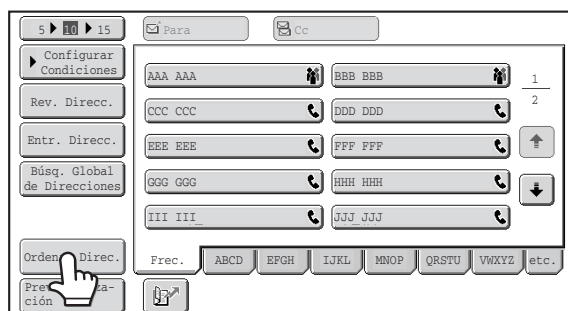 5 ▶ 10 ▶ 15
Para
Cc
Configurar
Condiciones
Rev. Direcc.
Entr. Direcc.
Búsq. Global
de Direcciones
AAA AAA
BBB BBB
CCC CCC
DDD DDD
EEE EEE
FFF FFF
GGG GGG
HHH HHH
III III
JJJ JJJ
1
2
Direc.
Frec.
ABCD
EFGH
IJKL
MNOP
QRSTU
VWXYZ
etc.
ción